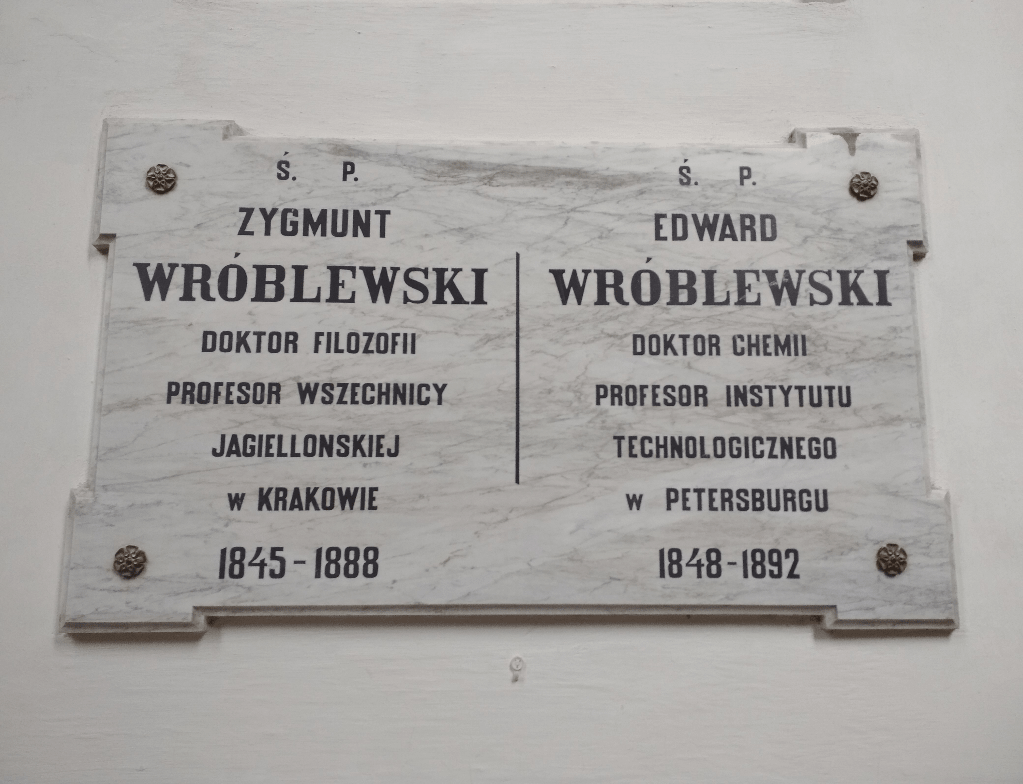 Ś. P.
ZYGMUNT
WRÓBLEWSKI
DOKTOR FILOZOFII
PROFESOR WSZECHNICY
JAGIELLONSKIEJ
w KRAKOWIE
1845-1888
Ś. P.
EDWARD
WRÓBLEWSKI
DOKTOR CHEMII
PROFESOR INSTYTUTU
TECHNOLOGICZNEGO
w PETERSBURGU
1848-1892